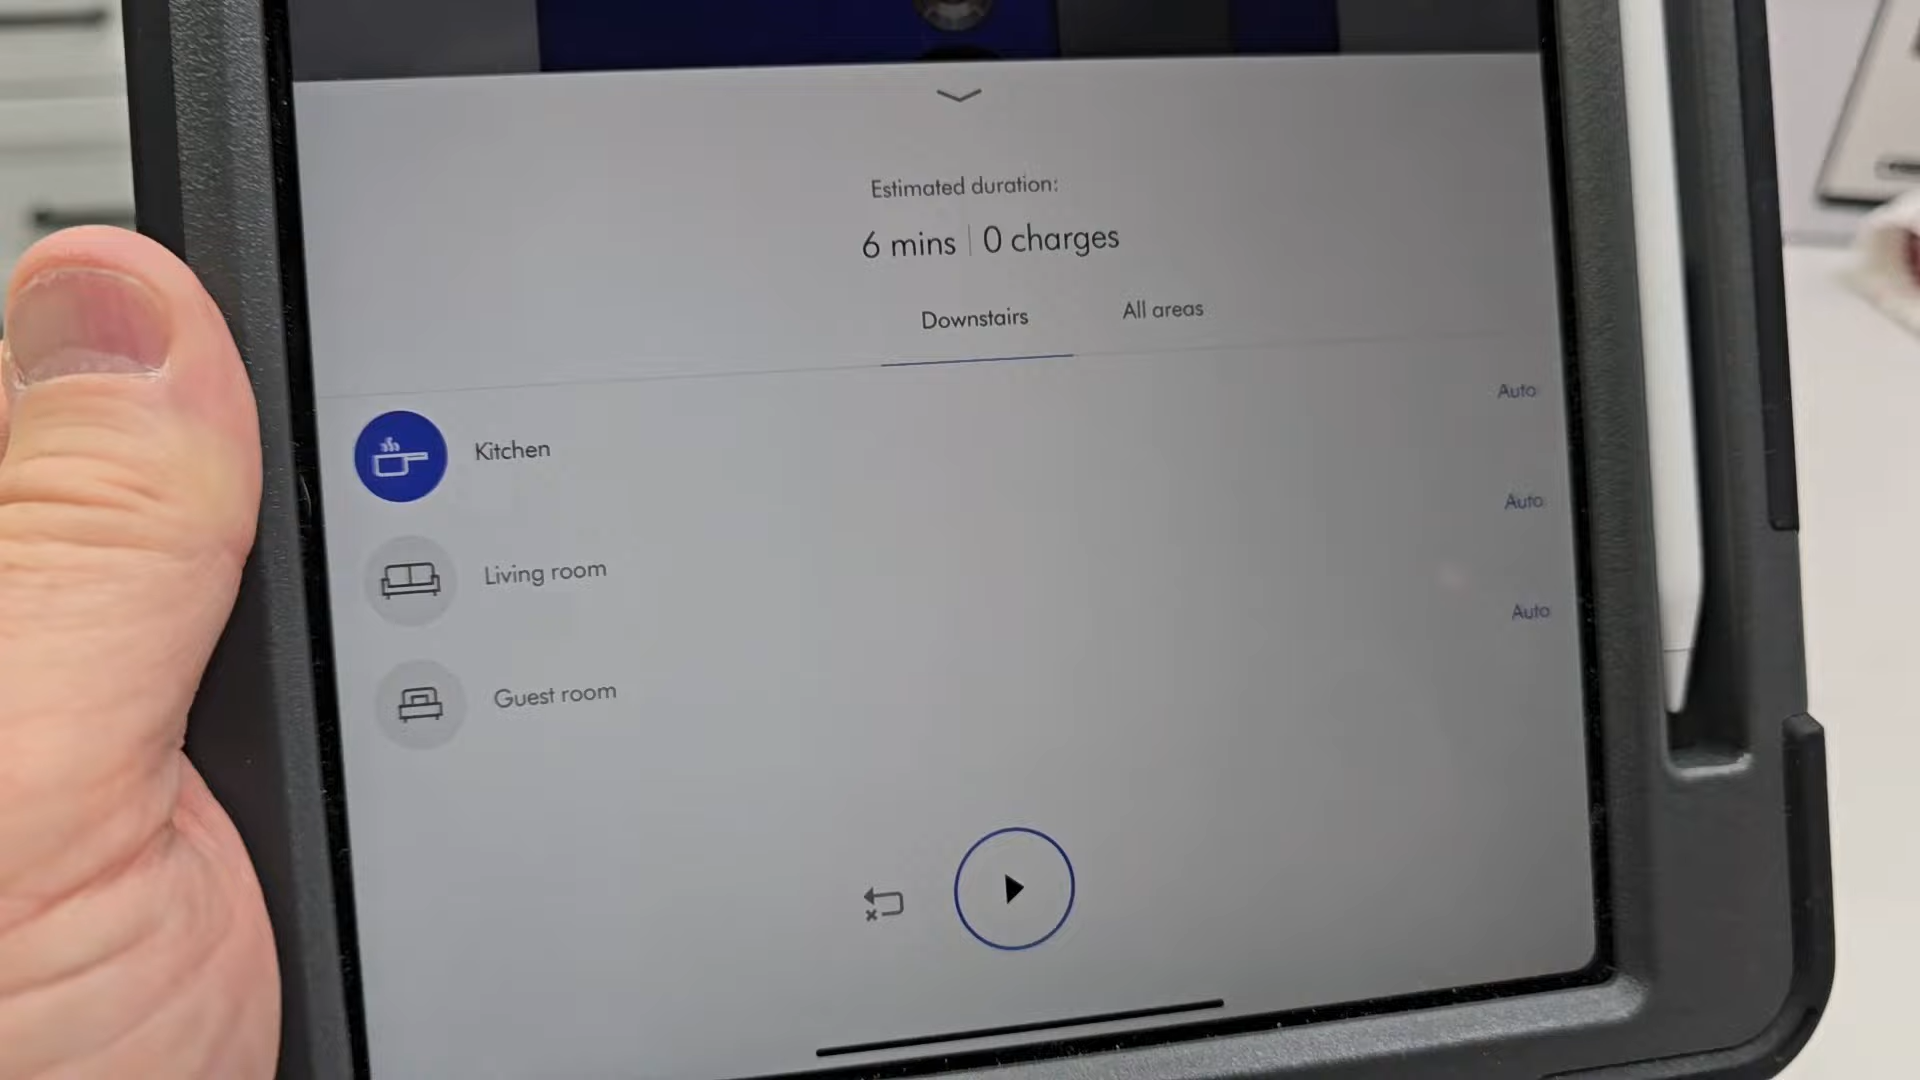 Estimated duration:
6 mins | 0 charges
Downstairs
All areas
Auto
Kitchen
Auto
Living room
Auto
Guest room